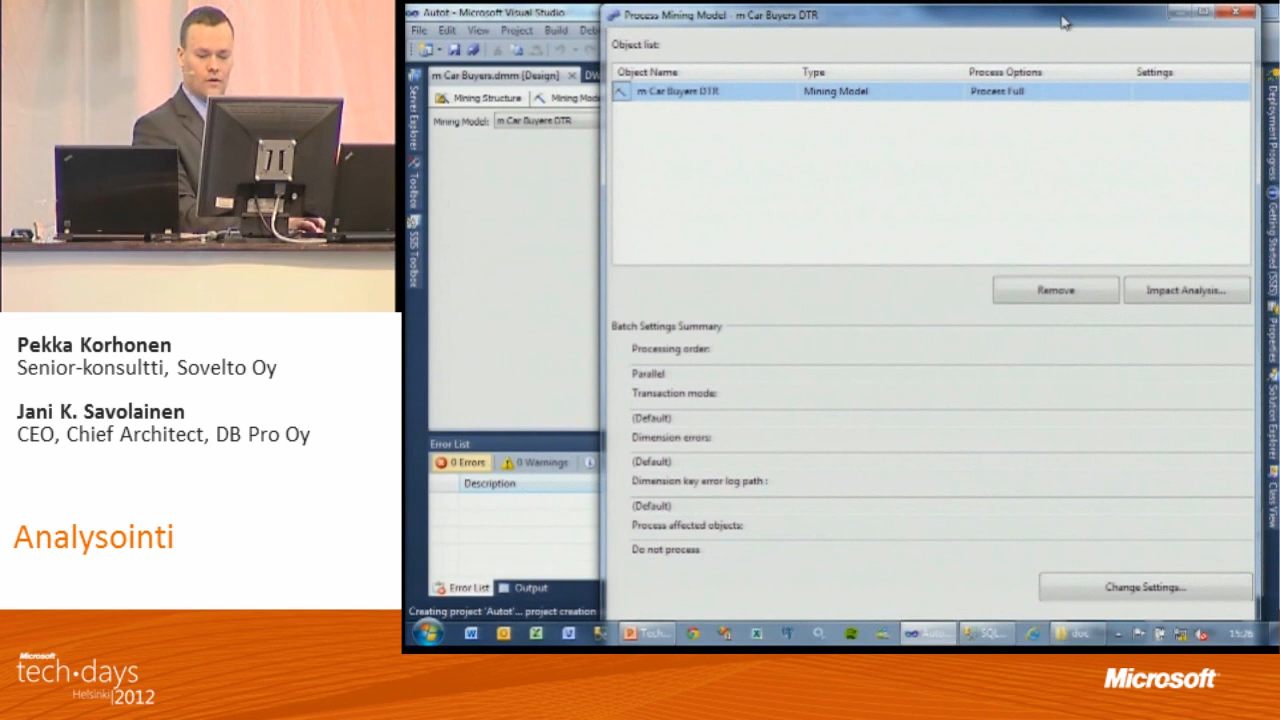 Autot - Microsoft Visual Studio
File Edit View Project Build
m Car Buyers.dmm [Design]
Mining Structure
Mining Model: m Car Buyers DTR
Server Explorer
Toolbox
SSIS Toolbox
Process Mining Model - m Car Buyers DTR
Object list:
Object Name Type Process Options Settings
m Car Buyers DTR Mining Model Process Full
Remove Impact Analysis...
Batch Settings Summary
Processing order:
Parallel
Transaction mode:
(Default)
Dimension errors:
(Default)
Dimension key error log path :
(Default)
Process affected objects:
Do not process
Change Settings...
Error List
0 Errors 0 Warnings
Description
Error List Output
Creating project 'Autot'... project creation
Tech... Auto... SQL... doc 15:26
Deployment Progress
Getting Started (SSIS)
Properties
Solution Explorer
Class View
Pekka Korhonen
Senior-konsultti, Sovelto Oy
Jani K. Savolainen
CEO, Chief Architect, DB Pro Oy
Analysointi
Microsoft
tech•days
Helsinki|2012
Microsoft